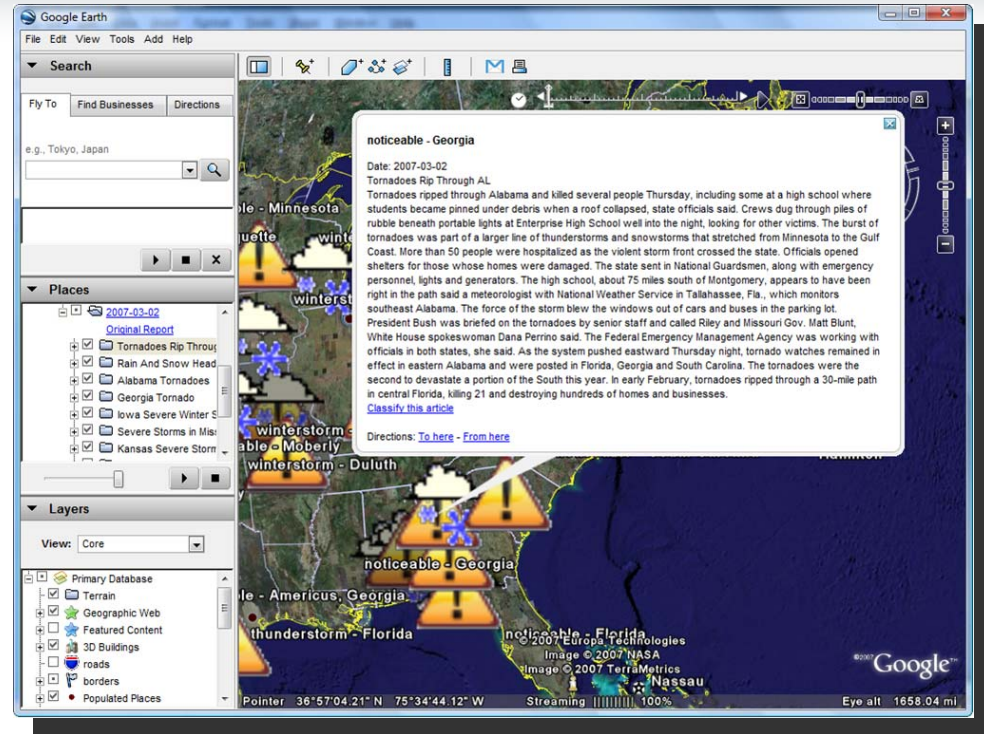 Google Earth
File Edit View Tools Add Help
Search
Fly To Find Businesses Directions
e.g., Tokyo, Japan
Places
2007-03-02
Original Report
Tornadoes Rip Throug
Rain And Snow Head
Alabama Tornadoes
Georgia Tornado
Iowa Severe Winter S
Severe Storms in Mis
Kansas Severe Storm
Layers
View: Core
Primary Database
Terrain
Geographic Web
Featured Content
3D Buildings
roads
borders
Populated Places
noticeable - Georgia
Date: 2007-03-02
Tornadoes Rip Through AL
Tornadoes ripped through Alabama and killed several people Thursday, including some at a high school where
students became pinned under debris when a roof collapsed, state officials said. Crews dug through piles of
rubble beneath portable lights at Enterprise High School well into the night, looking for other victims. The burst of
tornadoes was part of a larger line of thunderstorms and snowstorms that stretched from Minnesota to the Gulf
Coast. More than 50 people were hospitalized as the violent storm front crossed the state. Officials opened
shelters for those whose homes were damaged. The state sent in National Guardsmen, along with emergency
personnel, lights and generators. The high school, about 75 miles south of Montgomery, appears to have been
right in the path said a meteorologist with National Weather Service in Tallahassee, Fla., which monitors
southeast Alabama. The force of the storm blew the windows out of cars and buses in the parking lot.
President Bush was briefed on the tornadoes by senior staff and called Riley and Missouri Gov. Matt Blunt,
White House spokeswoman Dana Perrino said. The Federal Emergency Management Agency was working with
officials in both states, she said. As the system pushed eastward Thursday night, tornado watches remained in
effect in eastern Alabama and were posted in Florida, Georgia and South Carolina. The tornadoes were the
second to devastate a portion of the South this year. In early February, tornadoes ripped through a 30-mile path
in central Florida, killing 21 and destroying hundreds of homes and businesses.
Classify this article
Directions: To here - From here
ble - Minnesota
uette winte
winterst
winterstorm -
able - Moberly
winterstorm - Duluth
noticeable - Georgia
le - Americus, Georgia
thunderstorm - Florida
noticeable - Florida
© 2007 Europa Technologies
Image © 2007 NASA
Image © 2007 TerraMetrics
Nassau
©2007 Google™
Pointer 36°57'04.21" N 75°34'44.12" W Streaming |||||||||| 100% Eye alt 1658.04 mi